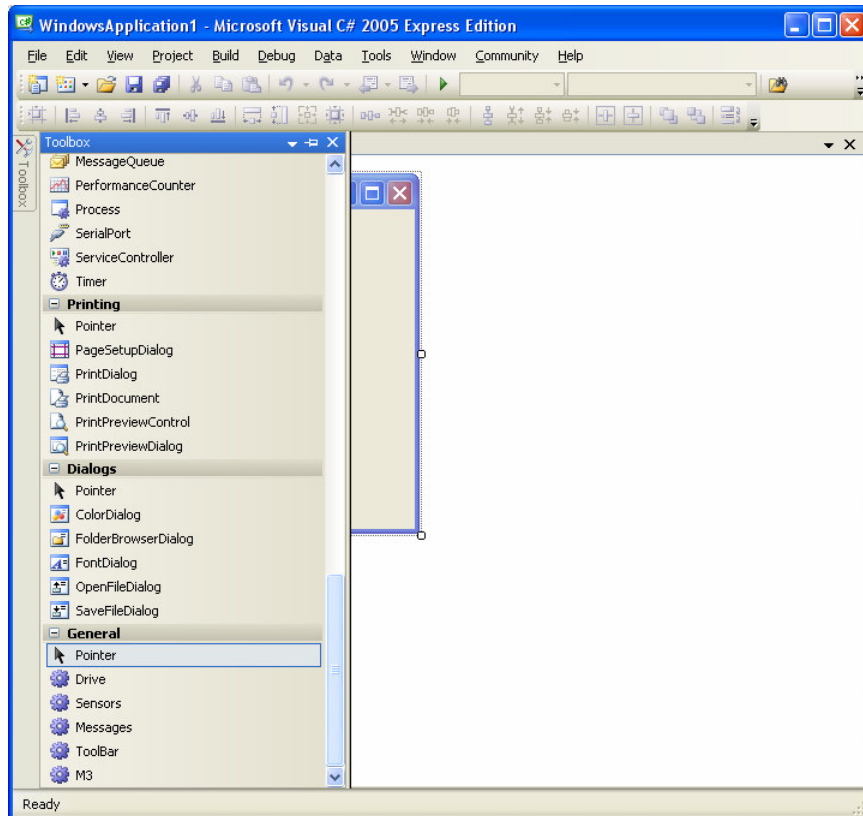 WindowsApplication1 - Microsoft Visual C# 2005 Express Edition
File Edit View Project Build Debug Data Tools Window Community Help
Toolbox
Toolbox
MessageQueue
PerformanceCounter
Process
SerialPort
ServiceController
Timer
Printing
Pointer
PageSetupDialog
PrintDialog
PrintDocument
PrintPreviewControl
PrintPreviewDialog
Dialogs
Pointer
ColorDialog
FolderBrowserDialog
FontDialog
OpenFileDialog
SaveFileDialog
General
Pointer
Drive
Sensors
Messages
ToolBar
M3
Ready